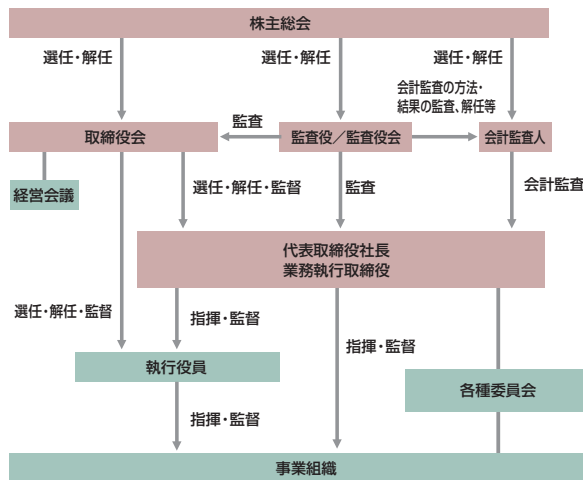 株主総会
選任・解任
選任・解任
選任・解任
会計監査の方法・
結果の監査、解任等
取締役会
監査
監査役／監査役会
会計監査人
経営会議
選任・解任・監督
監査
会計監査
代表取締役社長
業務執行取締役
選任・解任・監督
指揮・監督
指揮・監督
執行役員
各種委員会
指揮・監督
事業組織